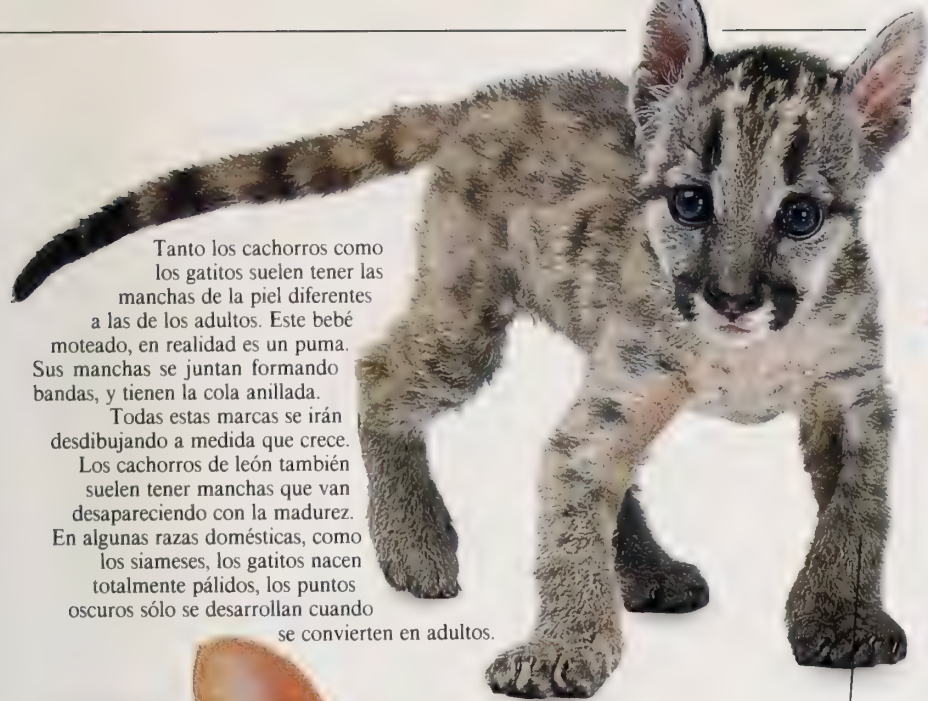 Tanto los cachorros como
los gatitos suelen tener las
manchas de la piel diferentes
a las de los adultos. Este bebé
moteado, en realidad es un puma.
Sus manchas se juntan formando
bandas, y tienen la cola anillada.
Todas estas marcas se irán
desdibujando a medida que crece.
Los cachorros de león también
suelen tener manchas que van
desapareciendo con la madurez.
En algunas razas domésticas, como
los siameses, los gatitos nacen
totalmente pálidos, los puntos
oscuros sólo se desarrollan cuando
se convierten en adultos.